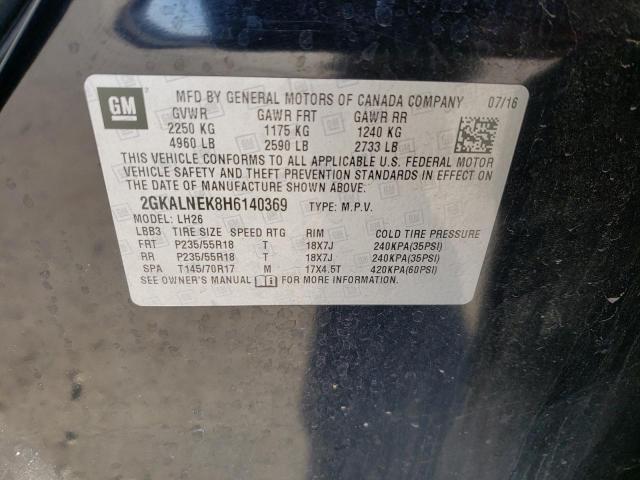 GM
MFD BY GENERAL MOTORS OF CANADA COMPANY 07/16
GVWR GAWR FRT GAWR RR
2250 KG 1175 KG 1240 KG
4960 LB 2590 LB 2733 LB
THIS VEHICLE CONFORMS TO ALL APPLICABLE U.S. FEDERAL MOTOR
VEHICLE SAFETY AND THEFT PREVENTION STANDARDS IN EFFECT
ON THE DATE OF MANUFACTURE SHOWN ABOVE.
2GKALNEK8H6140369 TYPE: M.P.V.
MODEL: LH26
LBB3 TIRE SIZE SPEED RTG RIM COLD TIRE PRESSURE
FRT P235/55R18 T 18X7J 240KPA(35PSI)
RR P235/55R18 T 18X7J 240KPA(35PSI)
SPA T145/70R17 M 17X4.5T 420KPA(60PSI)
SEE OWNER'S MANUAL FOR MORE INFORMATION.